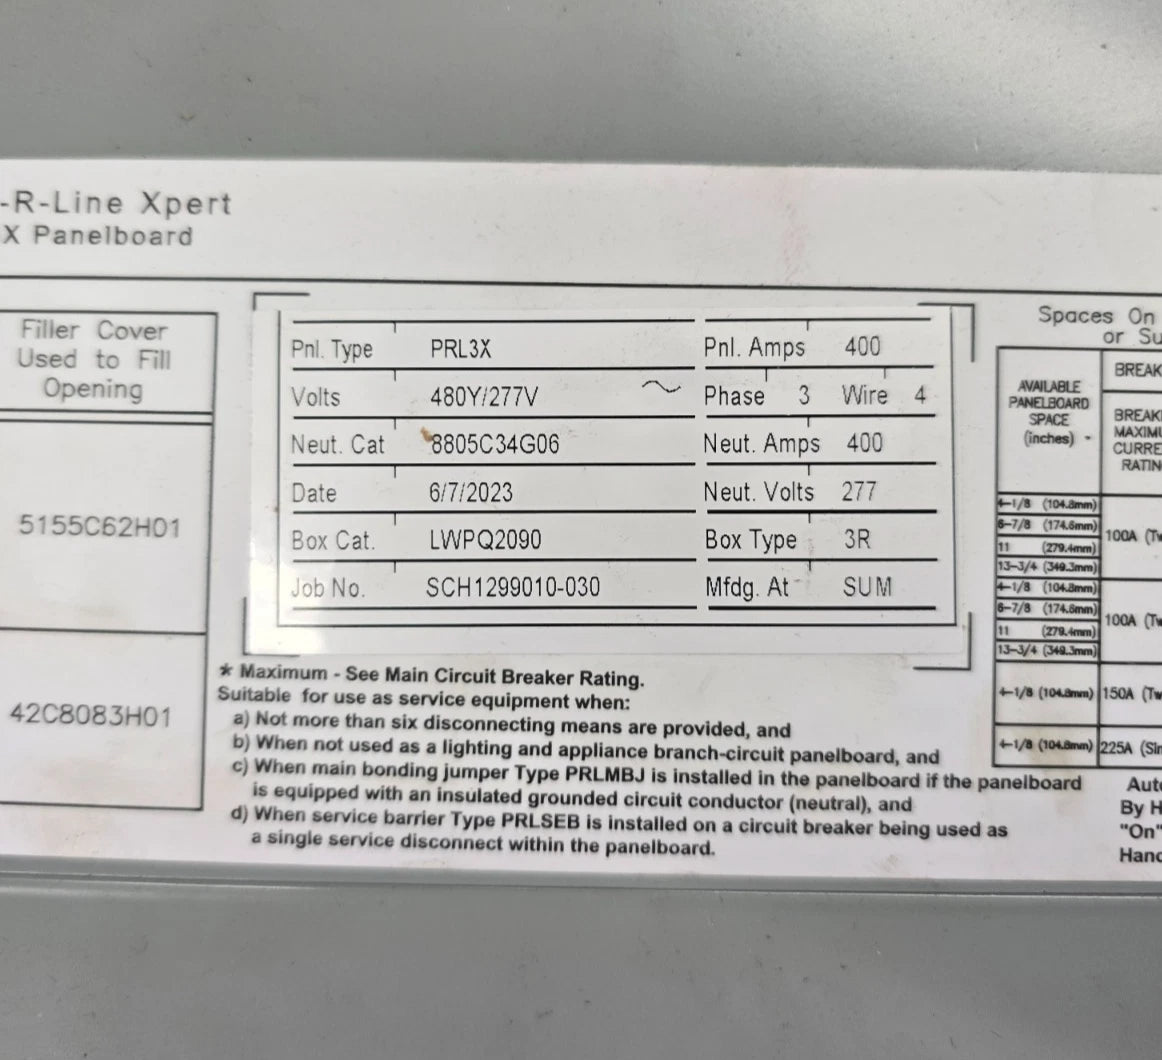 -R-Line Xpert
X Panelboard
Filler Cover
Used to Fill
Opening
5155C62H01
42C8083H01
Pnl. Type PRL3X Pnl. Amps 400
Volts 480Y/277V Phase 3 Wire 4
Neut. Cat 8805C34G06 Neut. Amps 400
Date 6/7/2023 Neut. Volts 277
Box Cat. LWPQ2090 Box Type 3R
Job No. SCH1299010-030 Mfdg. At SUM
* Maximum - See Main Circuit Breaker Rating.
Suitable for use as service equipment when:
a) Not more than six disconnecting means are provided, and
b) When not used as a lighting and appliance branch-circuit panelboard, and
c) When main bonding jumper Type PRLMBJ is installed in the panelboard if the panelboard
is equipped with an insulated grounded circuit conductor (neutral), and
d) When service barrier Type PRLSEB is installed on a circuit breaker being used as
a single service disconnect within the panelboard.
Spaces On
or Su
AVAILABLE
PANELBOARD
SPACE
(inches)
BREAK
BREAK
MAXIMU
CURRE
RATIN
4-1/8 (104.8mm)
6-7/8 (174.6mm)
11 (279.4mm)
13-3/4 (349.3mm)
100A (Tw
4-1/8 (104.8mm)
6-7/8 (174.6mm)
11 (279.4mm)
13-3/4 (349.3mm)
100A (Tw
4-1/8 (104.8mm) 150A (Tw
4-1/8 (104.8mm) 225A (Sin
Auto
By H
"On"
Hand